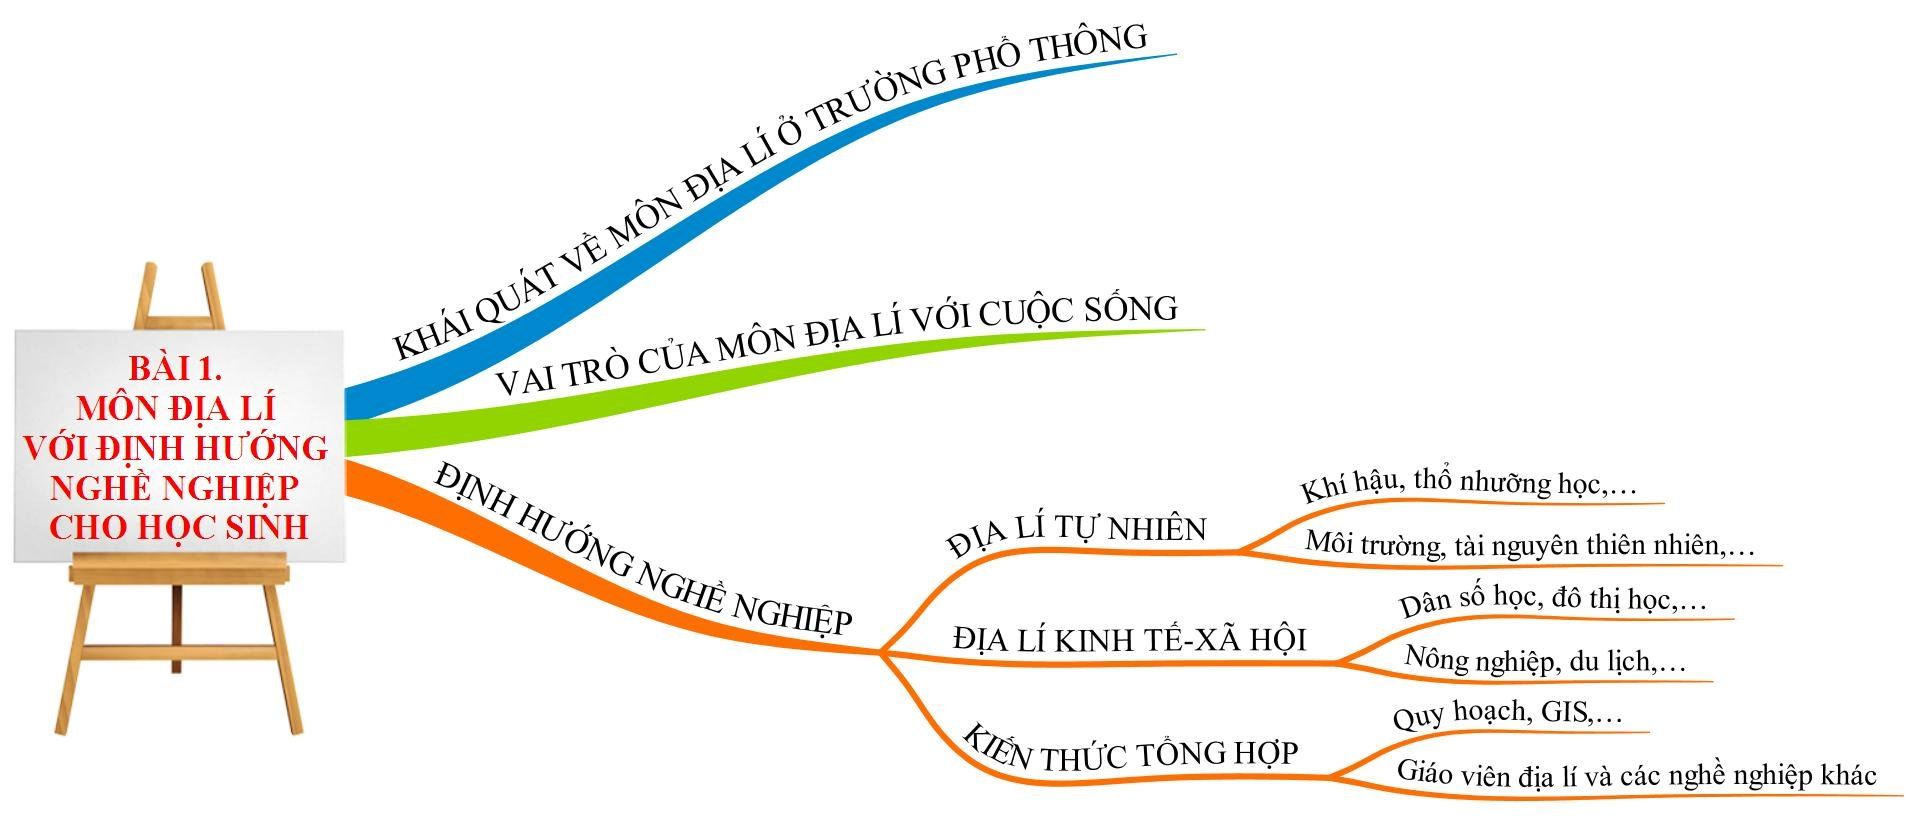 BÀI 1.
MÔN ĐỊA LÍ
VỚI ĐỊNH HƯỚNG
NGHỀ NGHIỆP
CHO HỌC SINH
KHÁI QUÁT VỀ MÔN ĐỊA LÍ Ở TRƯỜNG PHỔ THÔNG
VAI TRÒ CỦA MÔN ĐỊA LÍ VỚI CUỘC SỐNG
ĐỊNH HƯỚNG NGHỀ NGHIỆP
ĐỊA LÍ TỰ NHIÊN
Khí hậu, thổ nhưỡng học,...
Môi trường, tài nguyên thiên nhiên,...
ĐỊA LÍ KINH TẾ-XÃ HỘI
Dân số học, đô thị học,...
Nông nghiệp, du lịch,...
KIẾN THỨC TỔNG HỢP
Quy hoạch, GIS,...
Giáo viên địa lí và các nghề nghiệp khác